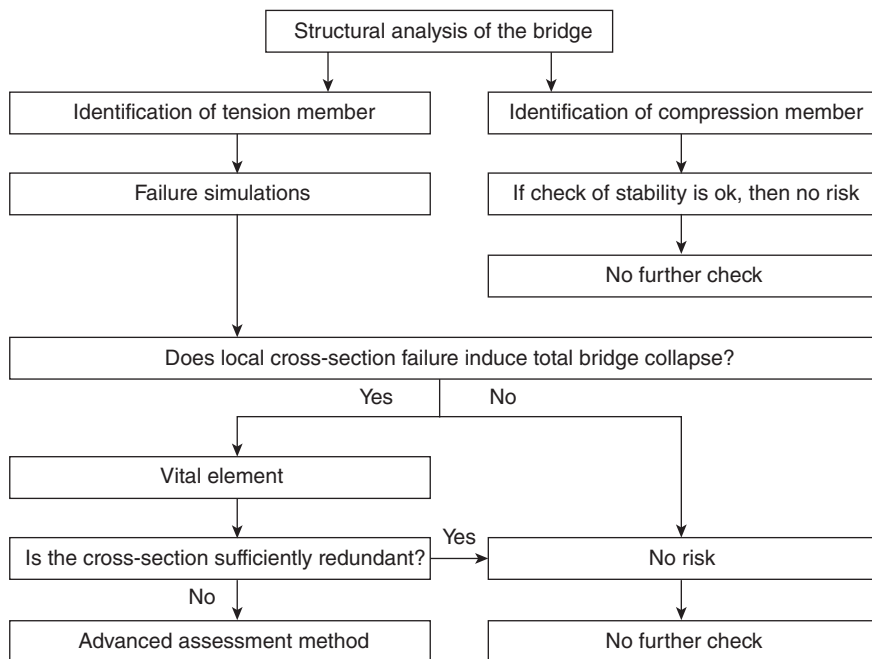 Structural analysis of the bridge
Identification of tension member
Identification of compression member
Failure simulations
If check of stability is ok, then no risk
No further check
Does local cross-section failure induce total bridge collapse?
Yes
No
Vital element
Is the cross-section sufficiently redundant?
Yes
No risk
No
Advanced assessment method
No further check